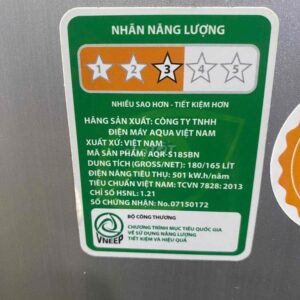 NHÃN NĂNG LƯỢNG
1 2 3 4 5
NHIỀU SAO HƠN - TIẾT KIỆM HƠN
HÃNG SẢN XUẤT: CÔNG TY TNHH
ĐIỆN MÁY AQUA VIỆT NAM
XUẤT XỨ: VIỆT NAM
MÃ SẢN PHẨM: AQR-S185BN
DUNG TÍCH (GROSS/NET): 180/165 LÍT
ĐIỆN NĂNG TIÊU THỤ: 501 kW.h/năm
TIÊU CHUẨN VIỆT NAM: TCVN 7828: 2013
CHỈ SỐ HSNL: 1.21
SỐ CHỨNG NHẬN: No.07150172
BỘ CÔNG THƯƠNG
CHƯƠNG TRÌNH MỤC TIÊU QUỐC GIA
VỀ SỬ DỤNG NĂNG LƯỢNG
TIẾT KIỆM VÀ HIỆU QUẢ
VNEEP